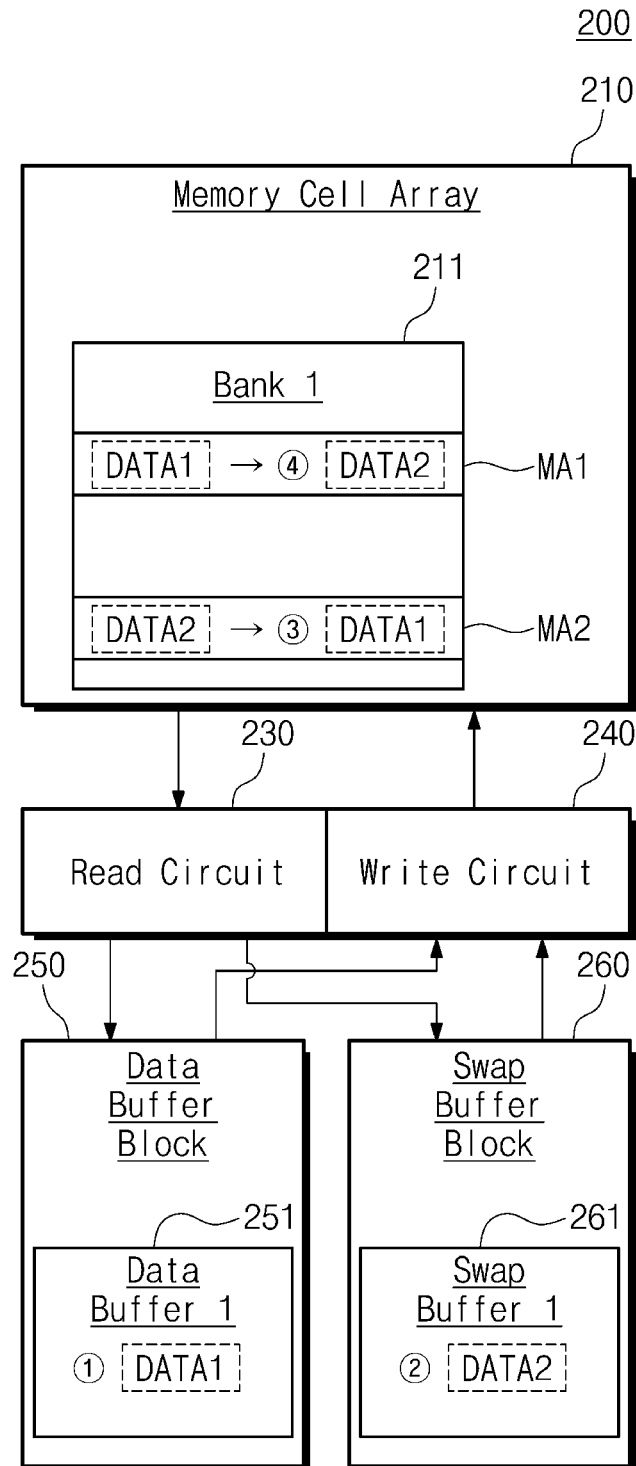 200
210
Memory Cell Array
211
Bank 1
DATA1 → ④ DATA2
MA1
DATA2 → ③ DATA1
MA2
230
240
Read Circuit
Write Circuit
250
260
Data
Buffer
Block
Swap
Buffer
Block
251
261
Data
Buffer 1
① DATA1
Swap
Buffer 1
② DATA2